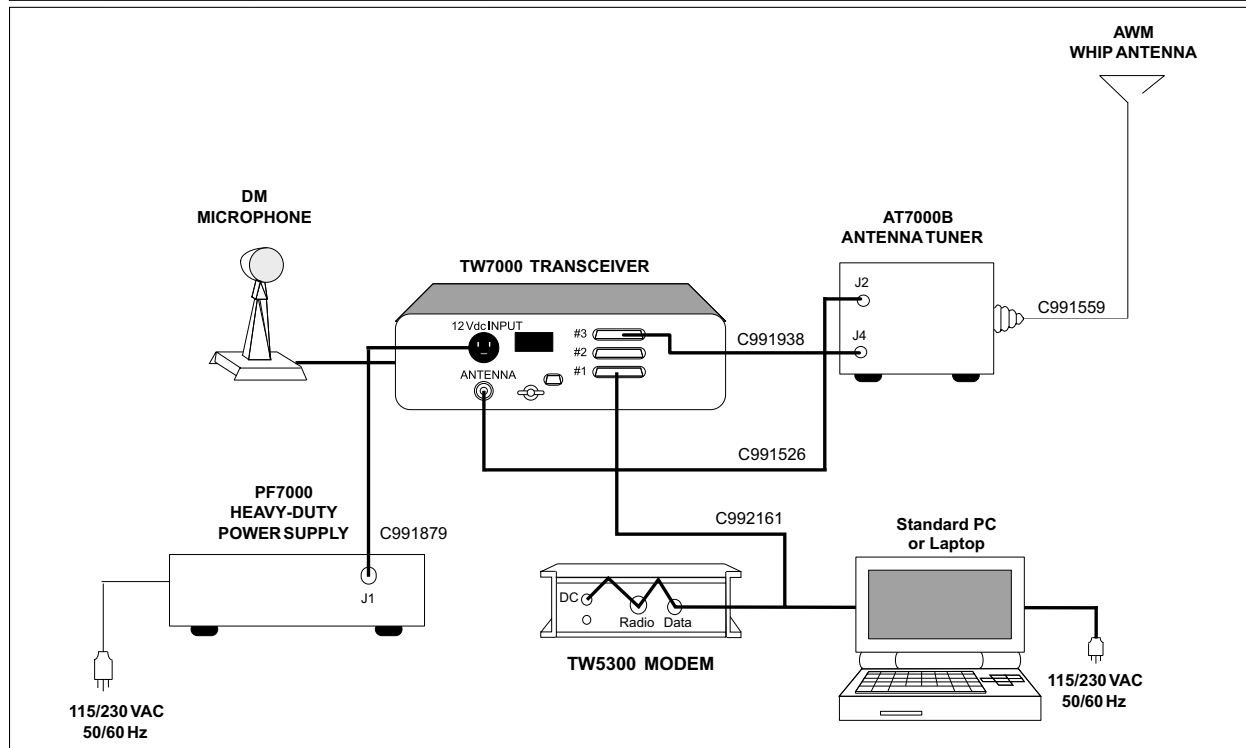 AWM
WHIP ANTENNA
DM
MICROPHONE
AT7000B
ANTENNA TUNER
TW7000 TRANSCEIVER
J2
C991559
12 Vdc INPUT
#3
C991938
J4
#2
ANTENNA
#1
C991526
PF7000
HEAVY-DUTY
POWER SUPPLY
C991879
C992161
Standard PC
or Laptop
J1
DC
Radio Data
TW5300 MODEM
115/230 VAC
50/60 Hz
115/230 VAC
50/60 Hz